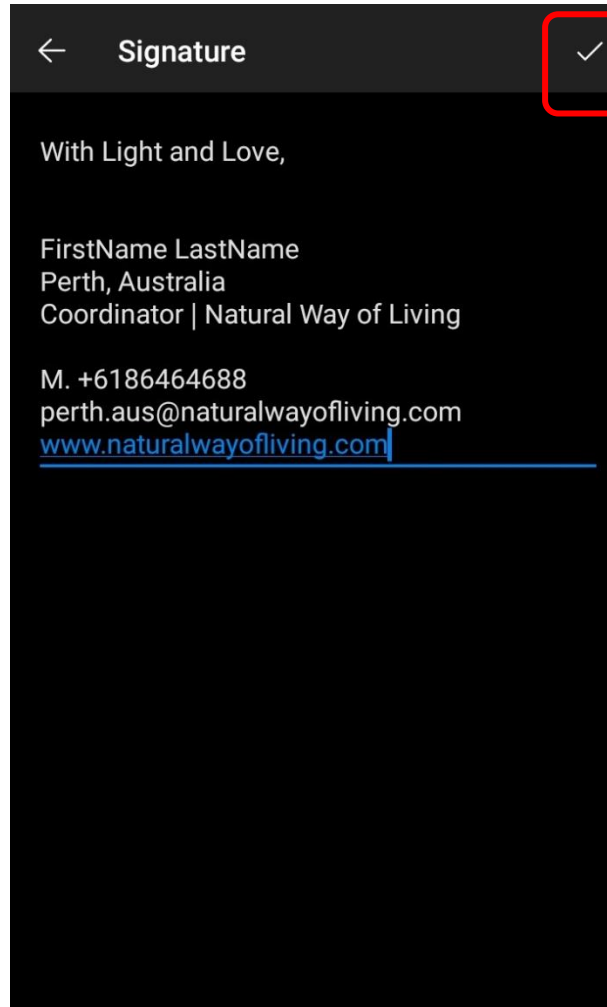 Signature
With Light and Love,
FirstName LastName
Perth, Australia
Coordinator | Natural Way of Living
M. +6186464688
perth.aus@naturalwayofliving.com
www.naturalwayofliving.com